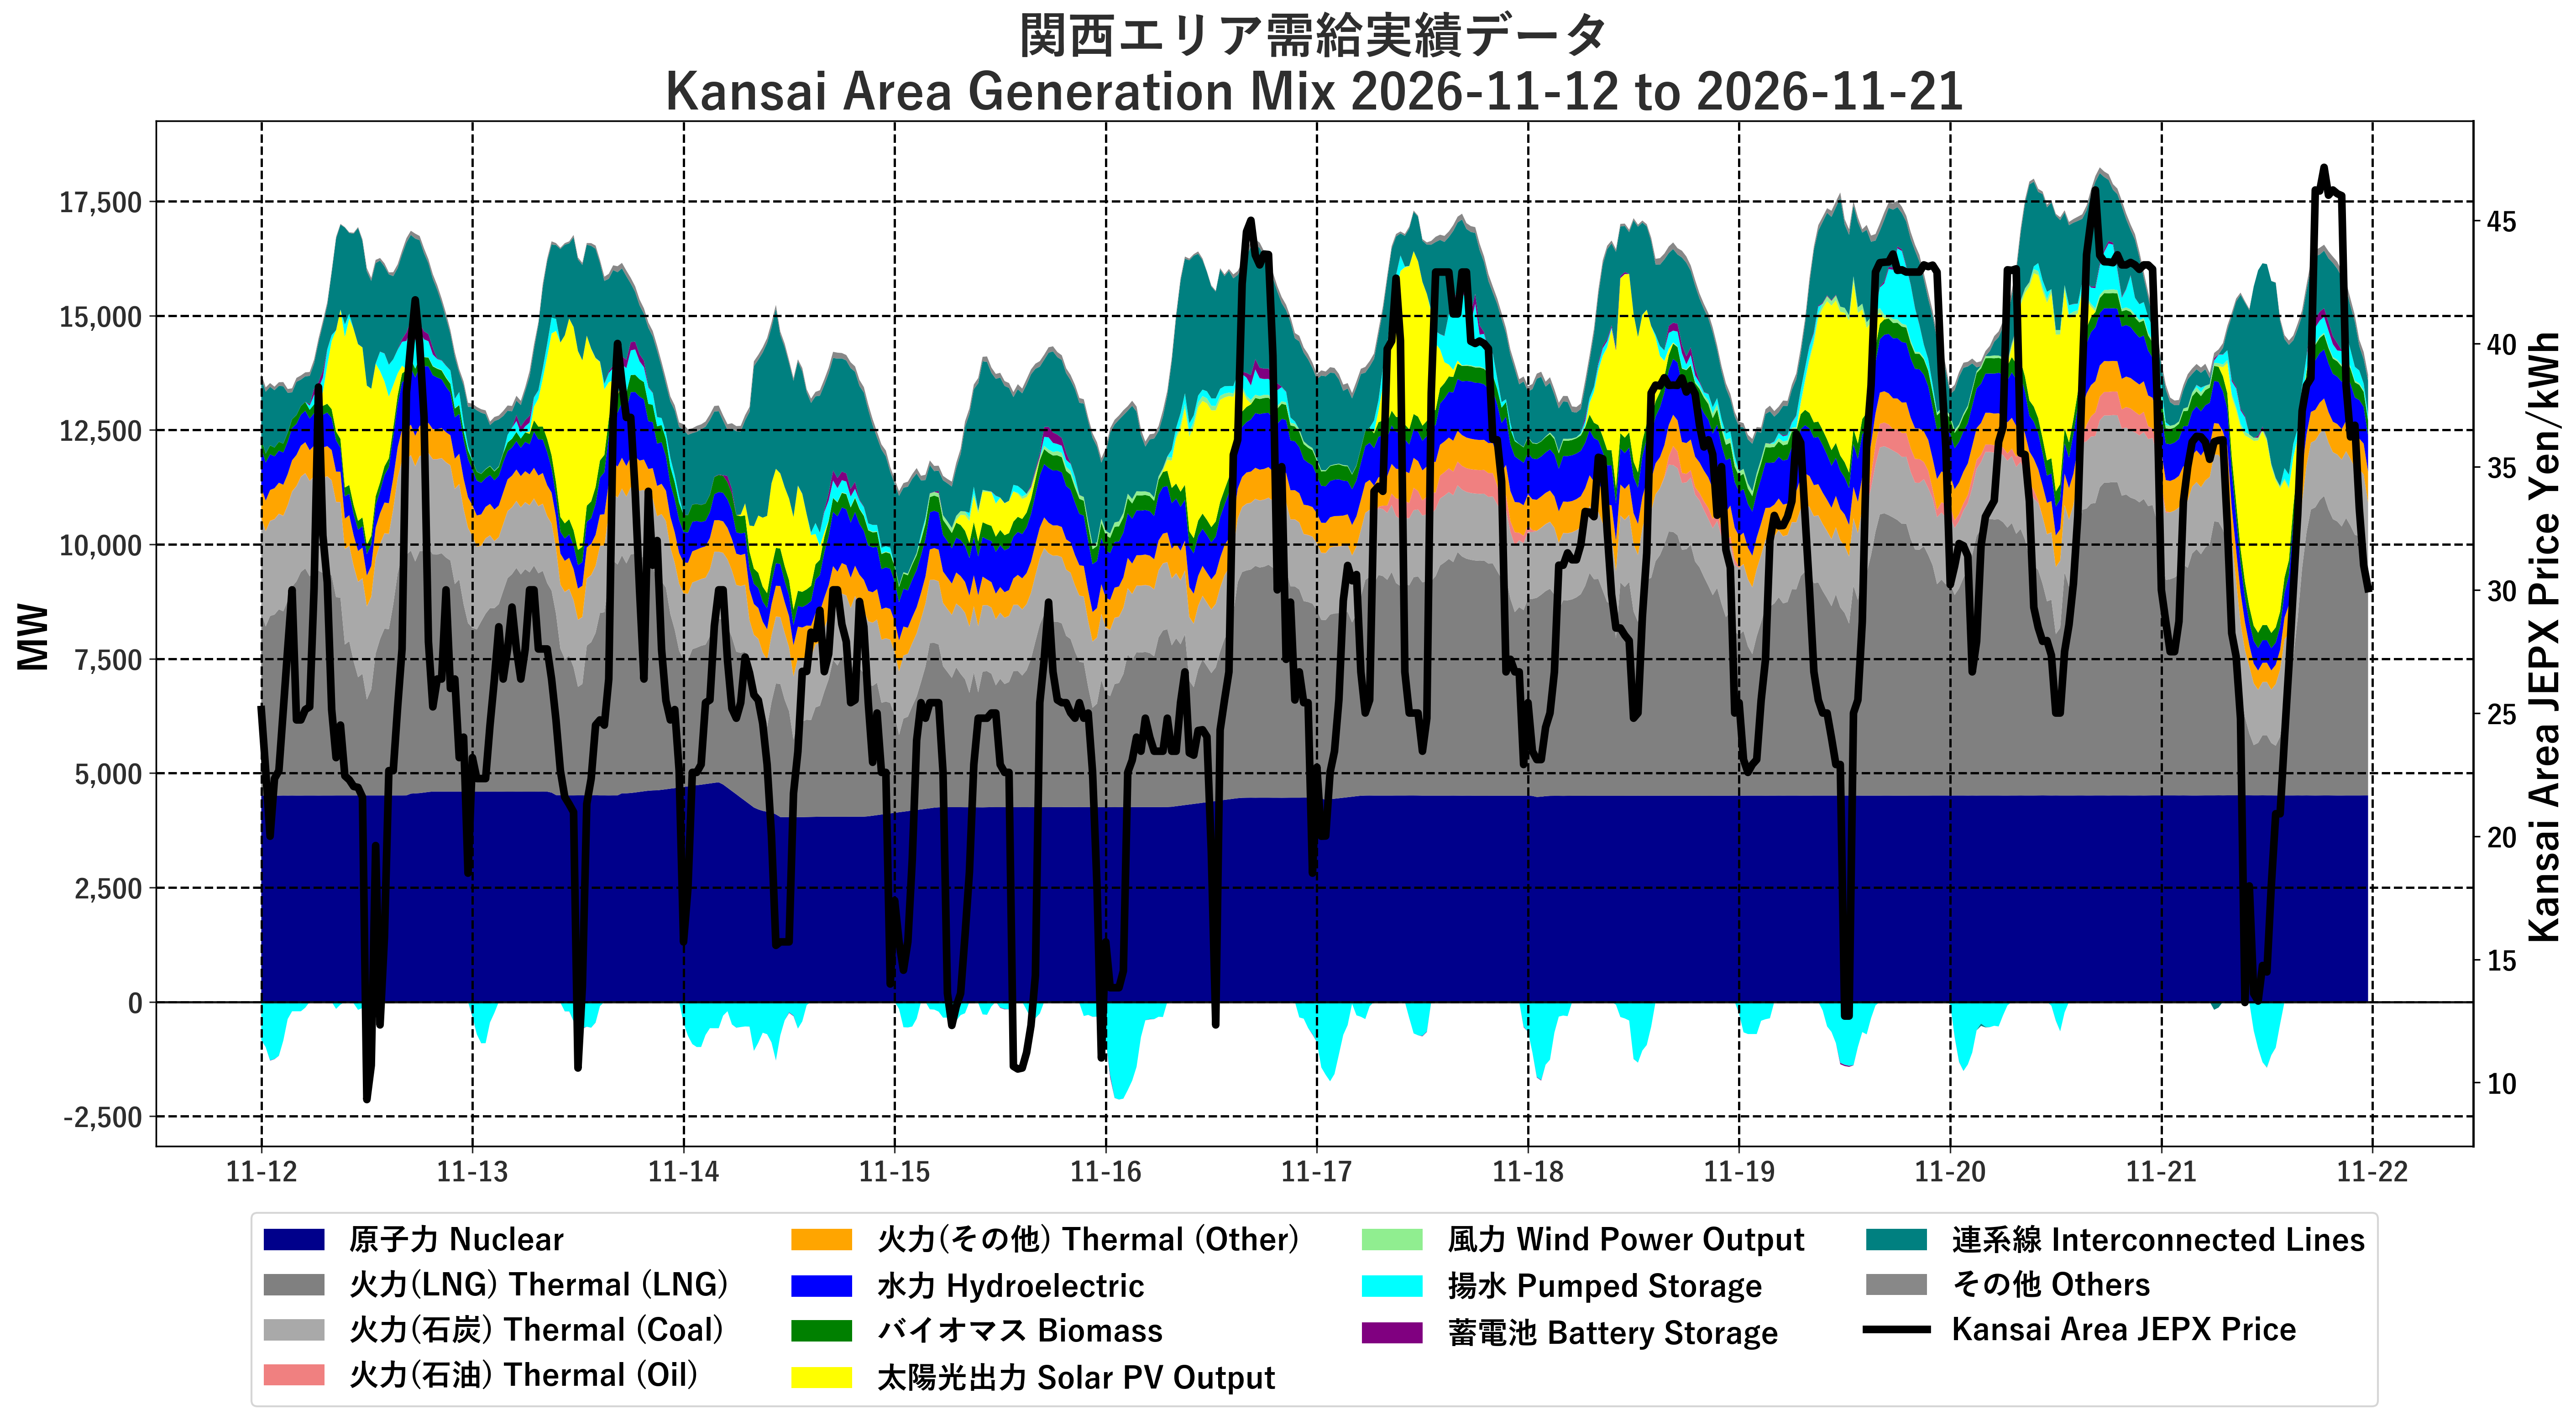 関西エリア需給実績データ
Kansai Area Generation Mix 2026-11-12 to 2026-11-21
MW
17,500
15,000
12,500
10,000
7,500
5,000
2,500
0
-2,500
45
40
35
30
25
20
15
10
Kansai Area JEPX Price Yen/kWh
11-12 11-13 11-14 11-15 11-16 11-17 11-18 11-19 11-20 11-21 11-22
原子力 Nuclear
火力(LNG) Thermal (LNG)
火力(石炭) Thermal (Coal)
火力(石油) Thermal (Oil)
火力(その他) Thermal (Other)
水力 Hydroelectric
バイオマス Biomass
太陽光出力 Solar PV Output
風力 Wind Power Output
揚水 Pumped Storage
蓄電池 Battery Storage
連系線 Interconnected Lines
その他 Others
Kansai Area JEPX Price